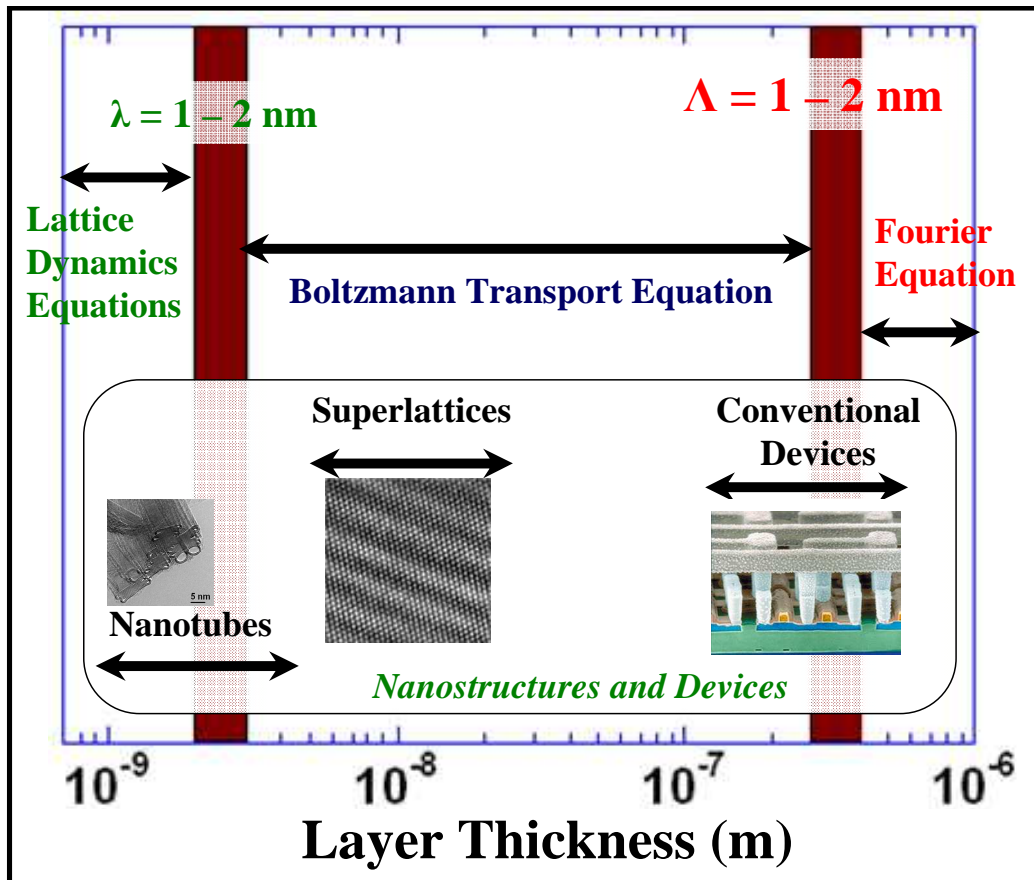 λ = 1 – 2 nm
Λ = 1 – 2 nm
Lattice
Dynamics
Equations
Boltzmann Transport Equation
Fourier
Equation
Superlattices
Conventional
Devices
5 nm
Nanotubes
Nanostructures and Devices
10⁻⁹ 10⁻⁸ 10⁻⁷ 10⁻⁶
Layer Thickness (m)